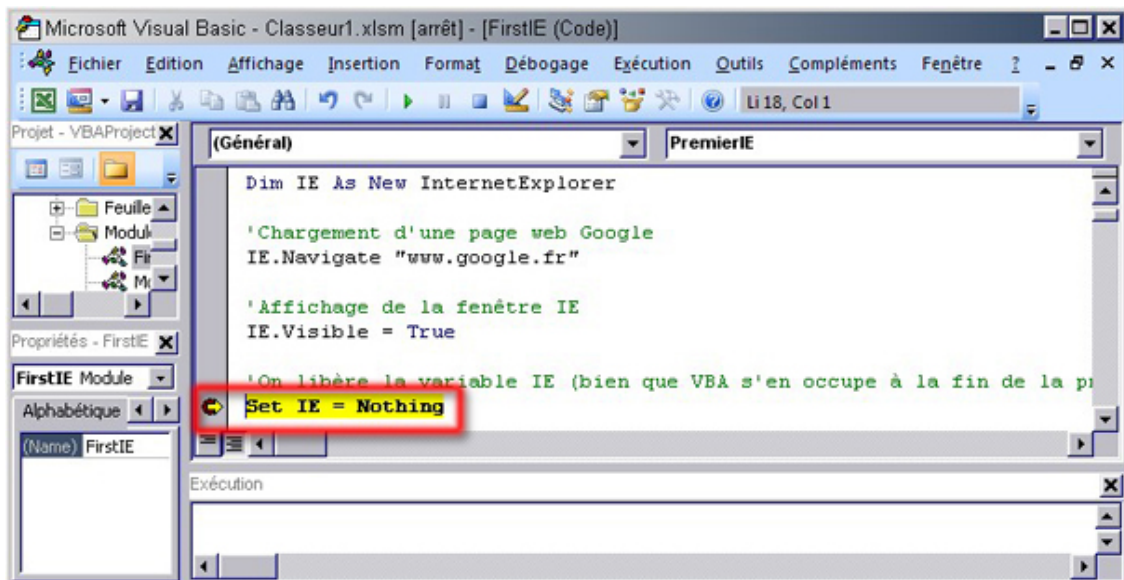 Microsoft Visual Basic - Classeur1.xlsm [arrêt] - [FirstIE (Code)]
Fichier Edition Affichage Insertion Format Débogage Exécution Outils Compléments Fenêtre ?
Li 18, Col 1
Projet - VBAProject
(Général) PremierIE
Feuille
Modul
Fir
Dim IE As New InternetExplorer
'Chargement d'une page web Google
IE.Navigate "www.google.fr"
'Affichage de la fenêtre IE
IE.Visible = True
'On libère la variable IE (bien que VBA s'en occupe à la fin de la
Set IE = Nothing
Propriétés - FirstIE
FirstIE Module
Alphabétique
(Name) FirstIE
Exécution